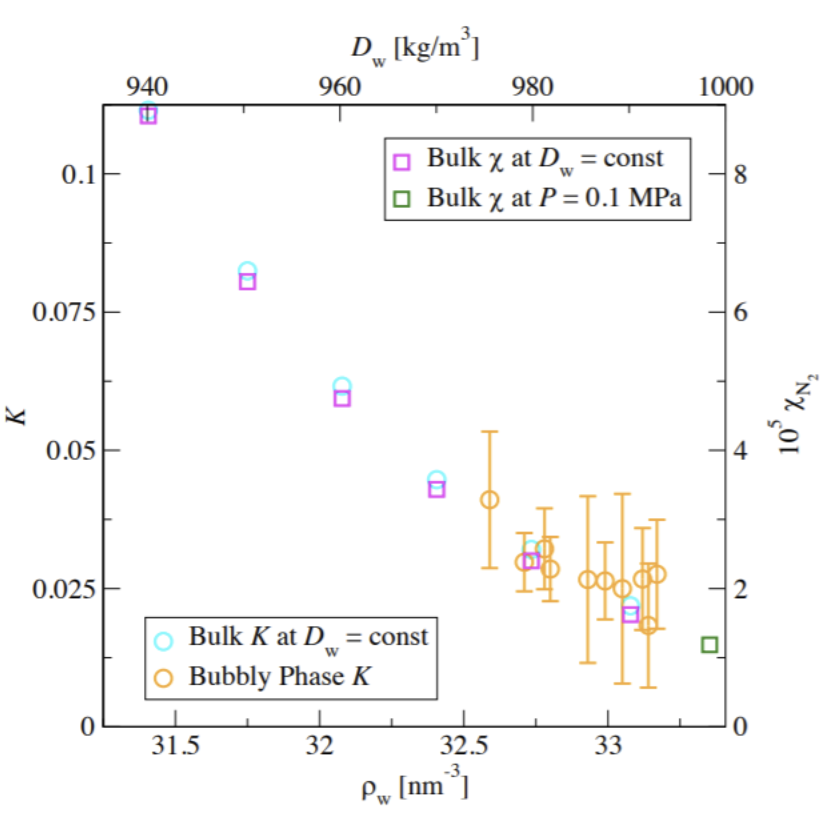 D_w [kg/m^3]
940 960 980 1000
Bulk χ at D_w = const
Bulk χ at P = 0.1 MPa
0.1 8
0.075 6
K
10^5 χ_N_2
0.05 4
0.025 2
Bulk K at D_w = const
Bubbly Phase K
0 0
31.5 32 32.5 33
ρ_w [nm^-3]